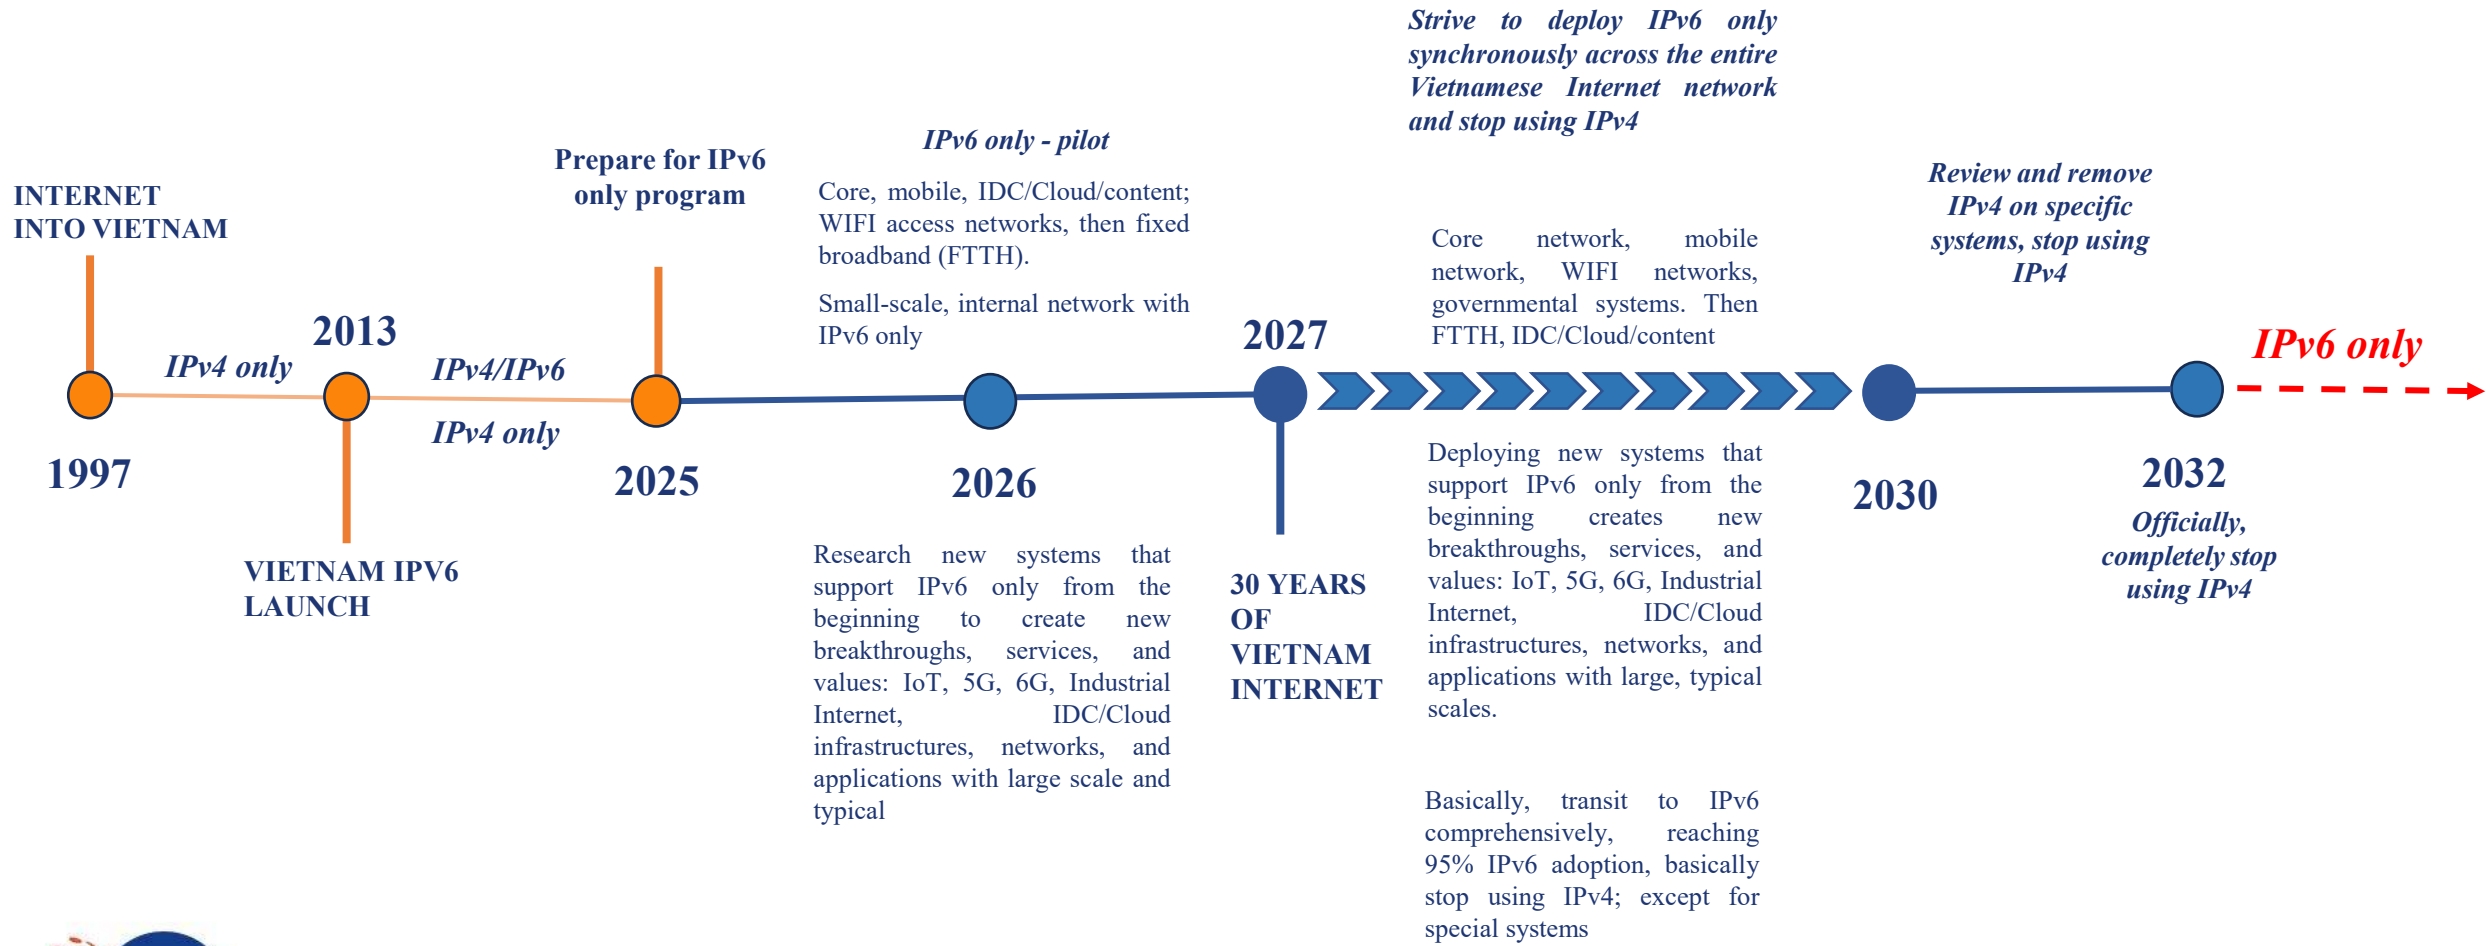 INTERNET
INTO VIETNAM
1997
IPv4 only
2013
VIETNAM IPV6
LAUNCH
IPv4/IPv6
IPv4 only
Prepare for IPv6
only program
2025
IPv6 only - pilot
Core, mobile, IDC/Cloud/content;
WIFI access networks, then fixed
broadband (FTTH).
Small-scale, internal network with
IPv6 only
2026
Research new systems that
support IPv6 only from the
beginning to create new
breakthroughs, services, and
values: IoT, 5G, 6G, Industrial
Internet, IDC/Cloud
infrastructures, networks, and
applications with large scale and
typical
2027
30 YEARS
OF
VIETNAM
INTERNET
Strive to deploy IPv6 only
synchronously across the entire
Vietnamese Internet network
and stop using IPv4
Core network, mobile
network, WIFI networks,
governmental systems. Then
FTTH, IDC/Cloud/content
Deploying new systems that
support IPv6 only from the
beginning creates new
breakthroughs, services, and
values: IoT, 5G, 6G, Industrial
Internet, IDC/Cloud
infrastructures, networks, and
applications with large, typical
scales.
Basically, transit to IPv6
comprehensively, reaching
95% IPv6 adoption, basically
stop using IPv4; except for
special systems
2030
Review and remove
IPv4 on specific
systems, stop using
IPv4
2032
Officially,
completely stop
using IPv4
IPv6 only